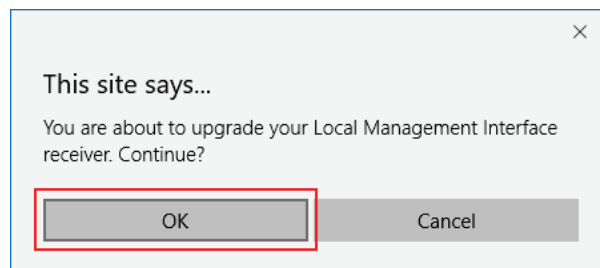 This site says...
You are about to upgrade your Local Management Interface
receiver. Continue?
OK
Cancel